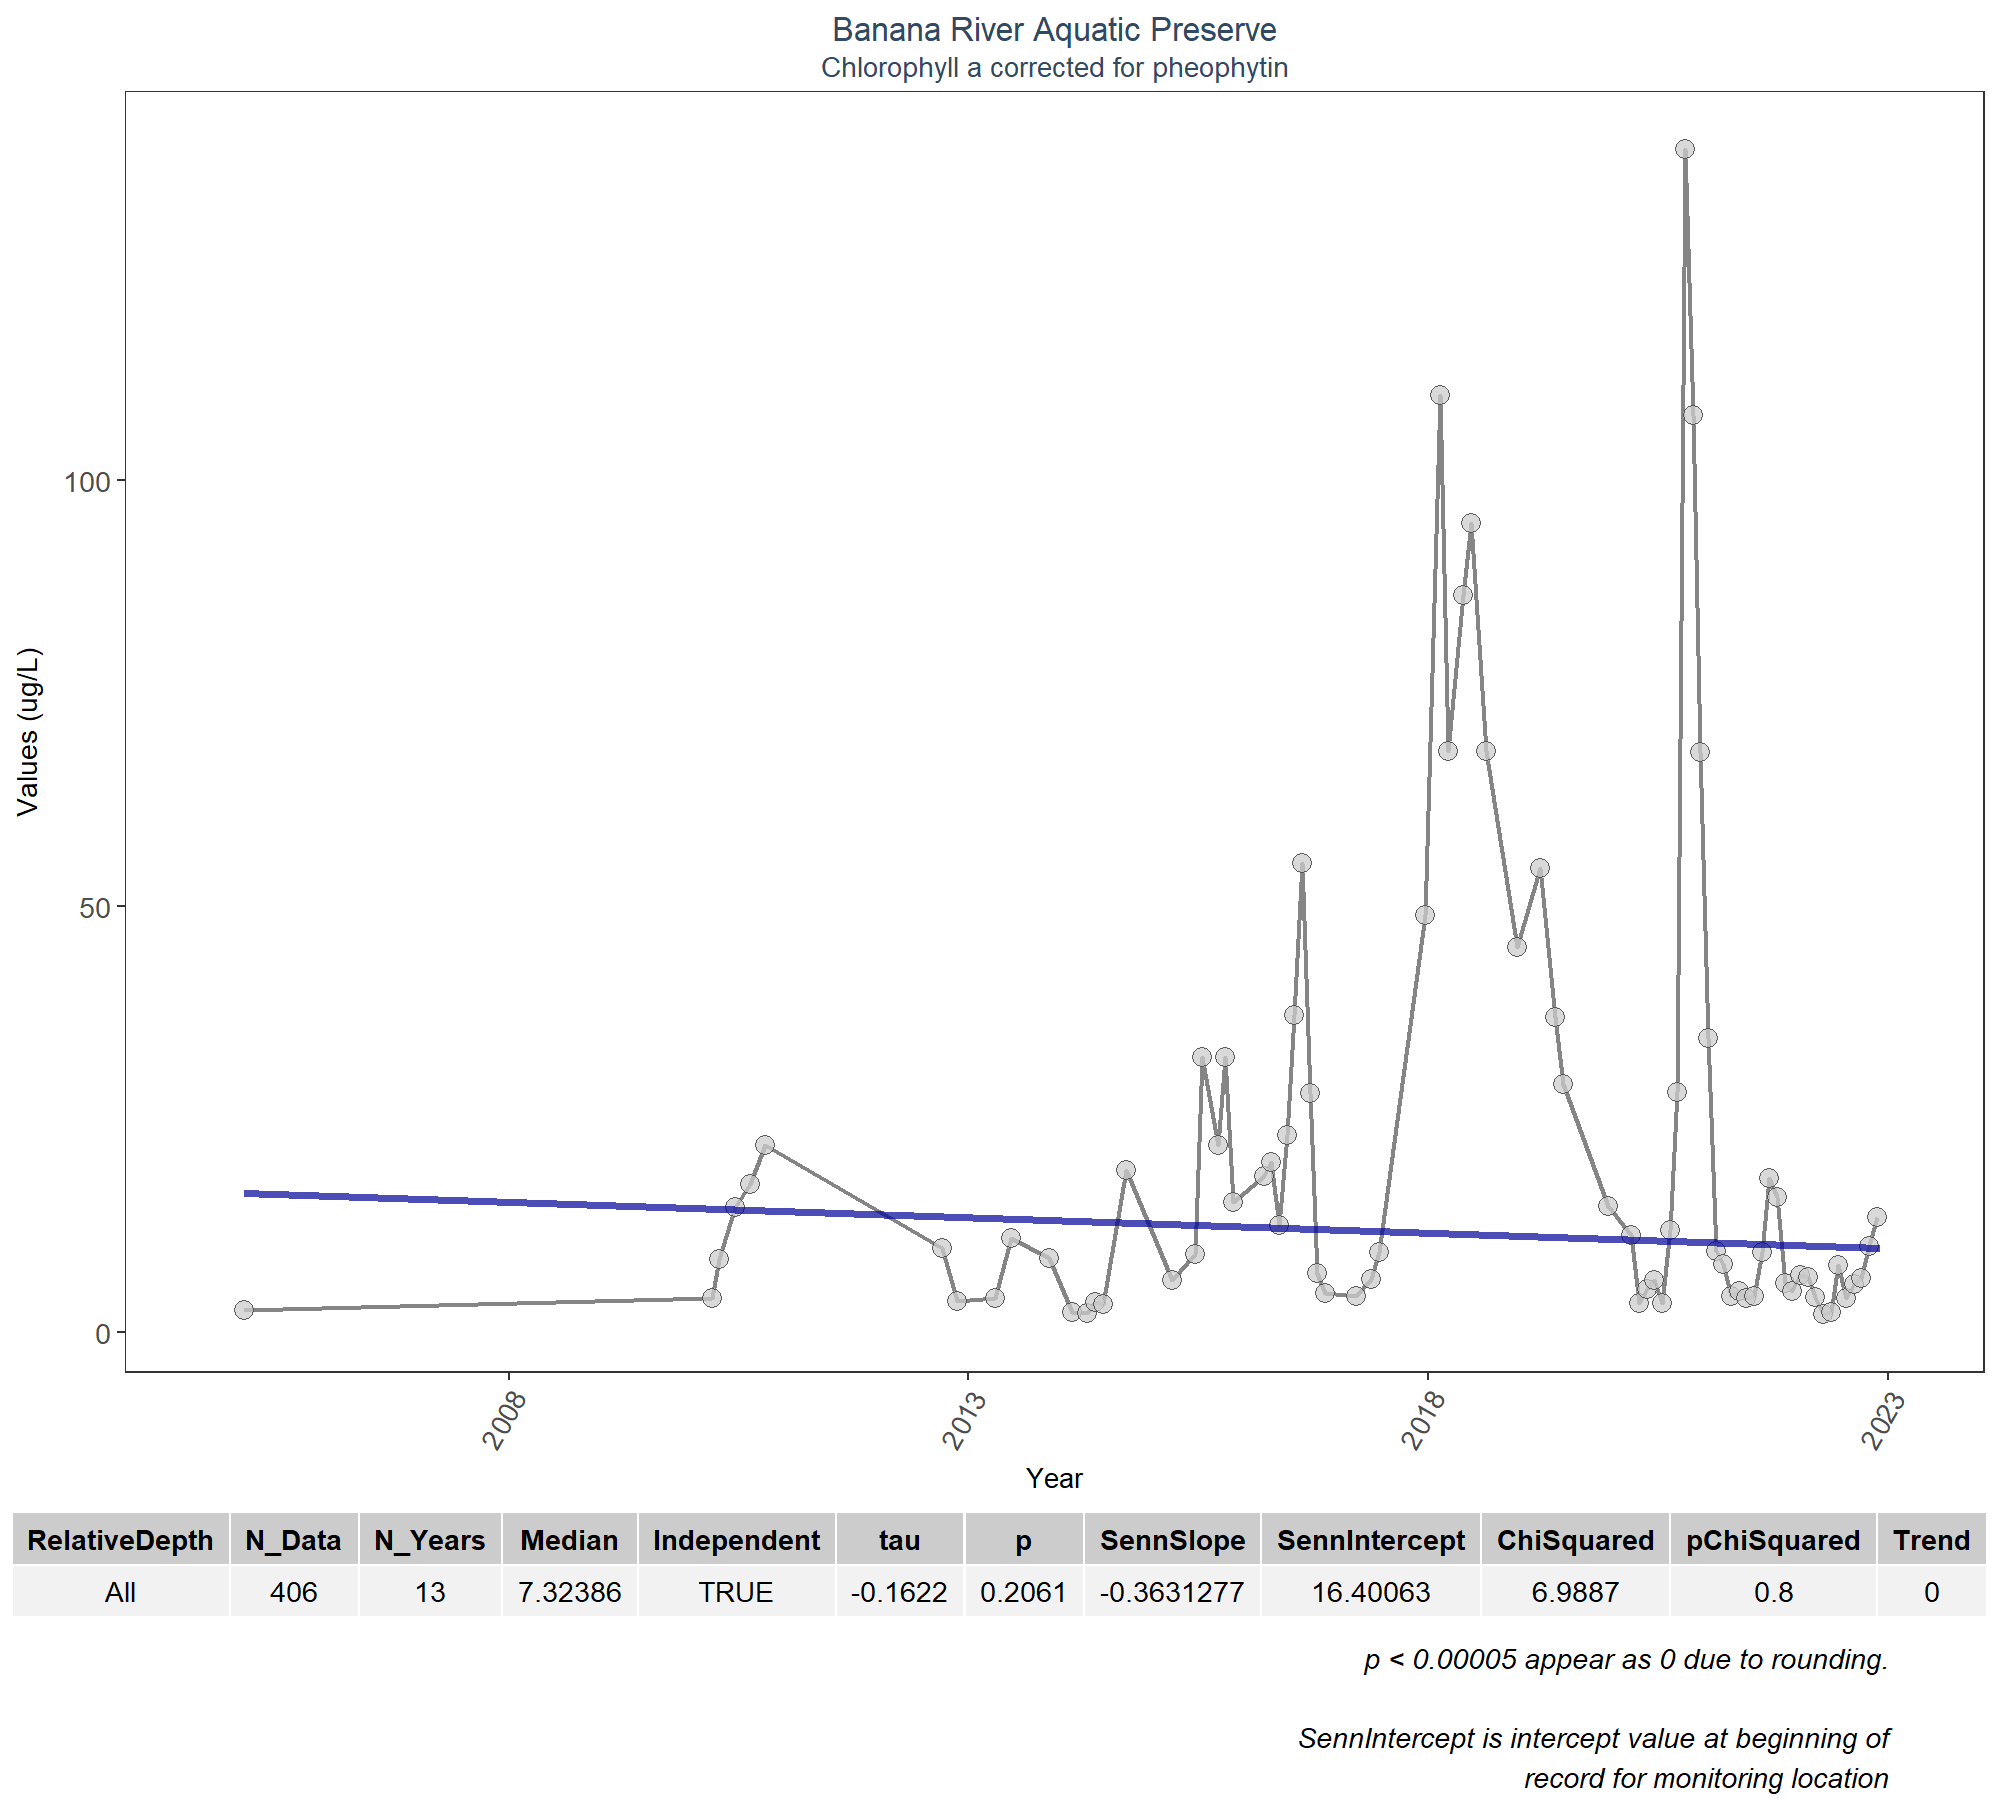 Banana River Aquatic Preserve
Chlorophyll a corrected for pheophytin
Values (ug/L)
100
50
0
2008
2013
2018
2023
Year
RelativeDepth N_Data N_Years Median Independent tau p SennSlope SennIntercept ChiSquared pChiSquared Trend
All 406 13 7.32386 TRUE -0.1622 0.2061 -0.3631277 16.40063 6.9887 0.8 0
p < 0.00005 appear as 0 due to rounding.
SennIntercept is intercept value at beginning of
record for monitoring location